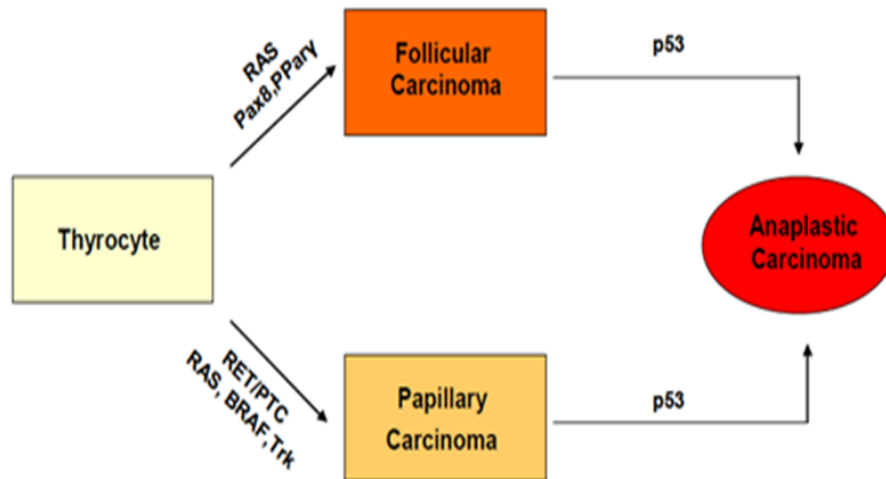 RAS
Pax8,PParγ
Follicular
Carcinoma
p53
Thyrocyte
Anaplastic
Carcinoma
RET/PTC
RAS, BRAF,Trk
Papillary
Carcinoma
p53